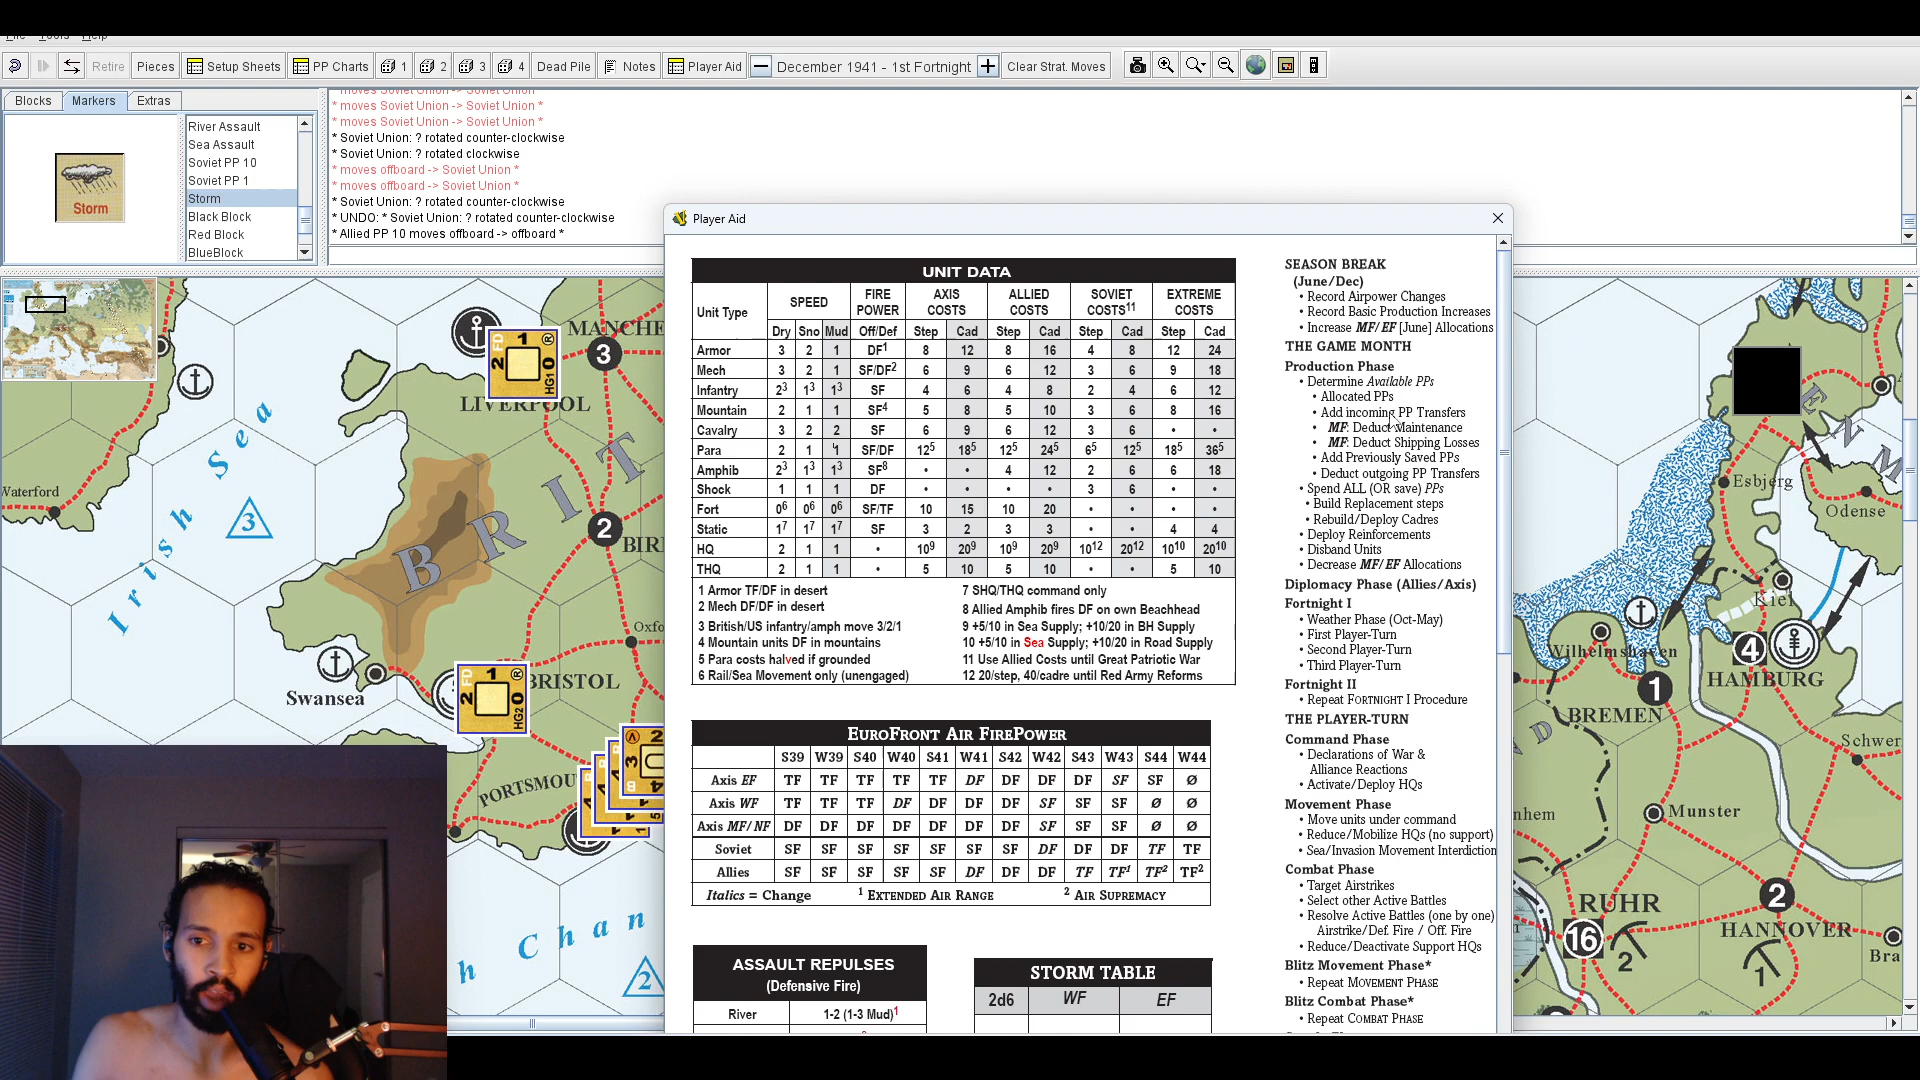 File Tools Help
Retire Pieces Setup Sheets PP Charts 1 2 3 4 Dead Pile Notes Player Aid December 1941 - 1st Fortnight Clear Strat. Moves
Blocks Markers Extras
Storm
River Assault
Sea Assault
Soviet PP 10
Soviet PP 1
Storm
Black Block
Red Block
BlueBlock
* moves Soviet Union -> Soviet Union *
* moves Soviet Union -> Soviet Union *
* moves Soviet Union -> Soviet Union *
* Soviet Union: ? rotated counter-clockwise
* Soviet Union: ? rotated clockwise
* moves offboard -> Soviet Union *
* moves offboard -> Soviet Union *
* Soviet Union: ? rotated counter-clockwise
* UNDO: * Soviet Union: ? rotated counter-clockwise
* Allied PP 10 moves offboard -> offboard *
Player Aid
UNIT DATA
Unit Type SPEED FIRE POWER AXIS COSTS ALLIED COSTS SOVIET COSTS11 EXTREME COSTS
Dry Sno Mud Off/Def Step Cad Step Cad Step Cad Step Cad
Armor 3 2 1 DF1 8 12 8 16 4 8 12 24
Mech 3 2 1 SF/DF2 6 9 6 12 3 6 9 18
Infantry 23 13 13 SF 4 6 4 8 2 4 6 12
Mountain 2 1 1 SF4 5 8 5 10 3 6 8 16
Cavalry 3 2 2 SF 6 9 6 12 3 6 • •
Para 2 1 1 SF/DF 125 185 125 245 65 125 185 365
Amphib 23 13 13 SF8 • • 4 12 2 6 6 18
Shock 1 1 1 DF • • • • 3 6 • •
Fort 06 06 06 SF/TF 10 15 10 20 • • • •
Static 17 17 17 SF 3 2 3 3 • • 4 4
HQ 2 1 1 • 109 209 109 209 1012 2012 1010 2010
THQ 2 1 1 • 5 10 5 10 • • 5 10
1 Armor TF/DF in desert
2 Mech DF/DF in desert
3 British/US infantry/amph move 3/2/1
4 Mountain units DF in mountains
5 Para costs halved if grounded
6 Rail/Sea Movement only (unengaged)
7 SHQ/THQ command only
8 Allied Amphib fires DF on own Beachhead
9 +5/10 in Sea Supply; +10/20 in BH Supply
10 +5/10 in Sea Supply; +10/20 in Road Supply
11 Use Allied Costs until Great Patriotic War
12 20/step, 40/cadre until Red Army Reforms
EUROFRONT AIR FIREPOWER
S39 W39 S40 W40 S41 W41 S42 W42 S43 W43 S44 W44
Axis EF TF TF TF TF TF DF DF DF DF SF SF Ø
Axis WF TF TF TF DF DF DF DF SF SF SF Ø Ø
Axis MF/NF DF DF DF DF DF DF DF SF SF SF Ø Ø
Soviet SF SF SF SF SF SF SF DF DF DF TF TF
Allies SF SF SF SF SF DF DF DF TF TF1 TF2 TF2
Italics = Change 1 EXTENDED AIR RANGE 2 AIR SUPREMACY
ASSAULT REPULSES
(Defensive Fire)
River 1-2 (1-3 Mud)1
STORM TABLE
2d6 WF EF
SEASON BREAK
(June/Dec)
• Record Airpower Changes
• Record Basic Production Increases
• Increase MF/EF [June] Allocations
THE GAME MONTH
Production Phase
• Determine Available PPs
• Allocated PPs
• Add incoming PP Transfers
• MF: Deduct Maintenance
• MF: Deduct Shipping Losses
• Add Previously Saved PPs
• Deduct outgoing PP Transfers
• Spend ALL (OR save) PPs
• Build Replacement steps
• Rebuild/Deploy Cadres
• Deploy Reinforcements
• Disband Units
• Decrease MF/EF Allocations
Diplomacy Phase (Allies/Axis)
Fortnight I
• Weather Phase (Oct-May)
• First Player-Turn
• Second Player-Turn
• Third Player-Turn
Fortnight II
• Repeat FORTNIGHT I Procedure
THE PLAYER-TURN
Command Phase
• Declarations of War &
Alliance Reactions
• Activate/Deploy HQs
Movement Phase
• Move units under command
• Reduce/Mobilize HQs (no support)
• Sea/Invasion Movement Interdiction
Combat Phase
• Target Airstrikes
• Select other Active Battles
• Resolve Active Battles (one by one)
Airstrike/Def. Fire / Off. Fire
• Reduce/Deactivate Support HQs
Blitz Movement Phase*
• Repeat MOVEMENT PHASE
Blitz Combat Phase*
• Repeat COMBAT PHASE
Waterford
Irish Sea
3
MANCHE
3
LIVERPOOL
2 FD 1 0 HG1 R
BRIT
2
BIR
Oxfo
Swansea
BRISTOL
2 FD 1 0 HG2 R
PORTSMOU
h Chan
2
EN M
Esbjerg
Odense
Kiel
Wilhelmshaven
4
HAMBURG
1
BREMEN
D
Schwer
nhem
Munster
RUHR
16
2
2
HANNOVER
1
Bra